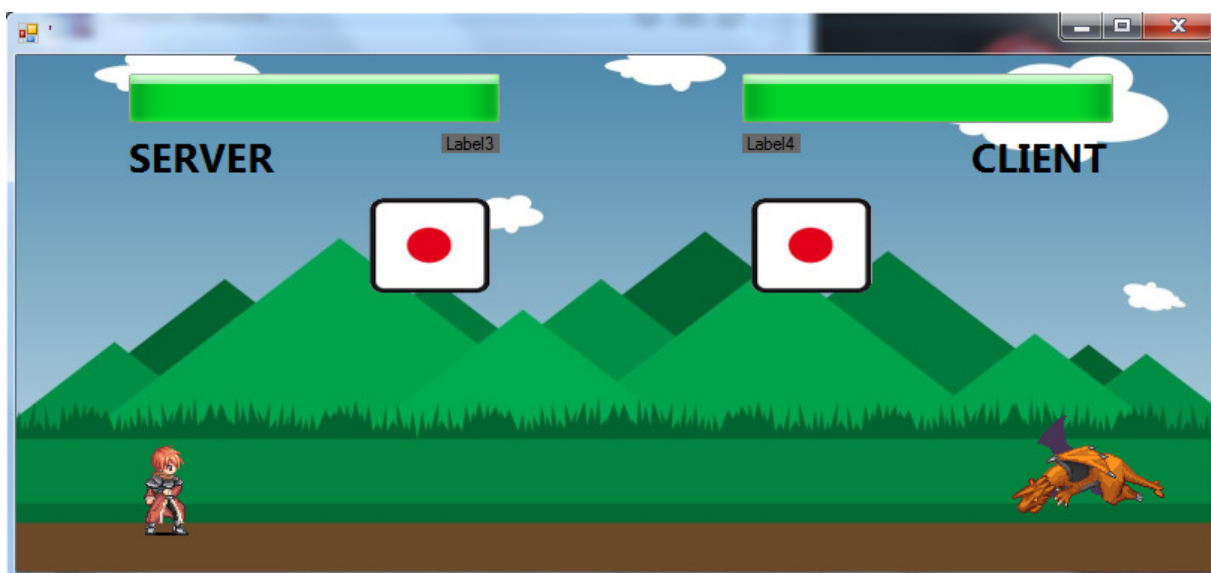 '
Label3
Label4
SERVER
CLIENT